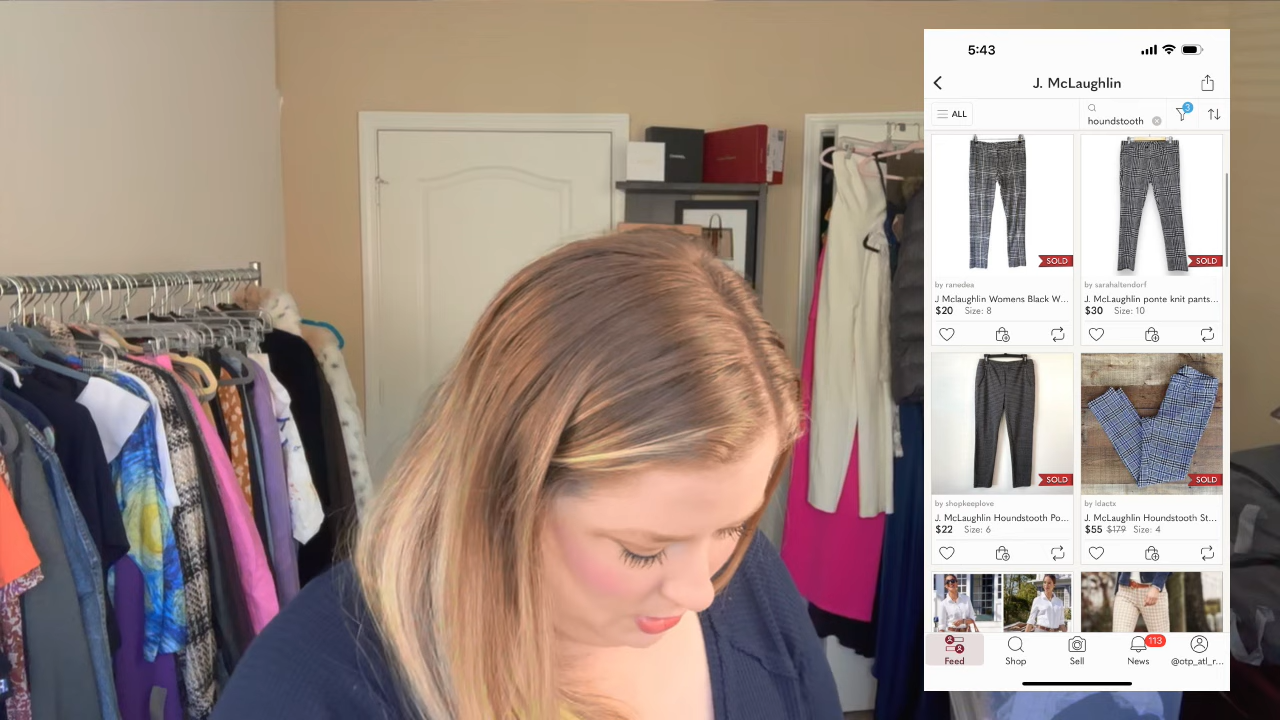 5:43
J. McLaughlin
ALL
houndstooth
3
SOLD
SOLD
by ranedea
by sarahaltendorf
J Mclaughlin Womens Black W...
J. McLaughlin ponte knit pants...
$20 Size: 8
$30 Size: 10
SOLD
SOLD
by shopkeeplove
by idactx
J. McLaughlin Houndstooth Po...
J. McLaughlin Houndstooth St...
$22 Size: 6
$55 $179 Size: 4
113
Feed
Shop
Sell
News
@otp_atl_r...